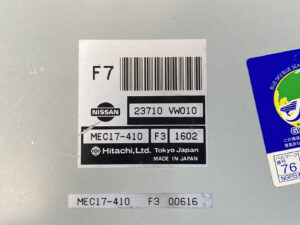 F7
NISSAN
23710 VW010
MEC17-410 F3 1602
Hitachi, Ltd. Tokyo Japan
MADE IN JAPAN
MEC17-410 F3 00616
76